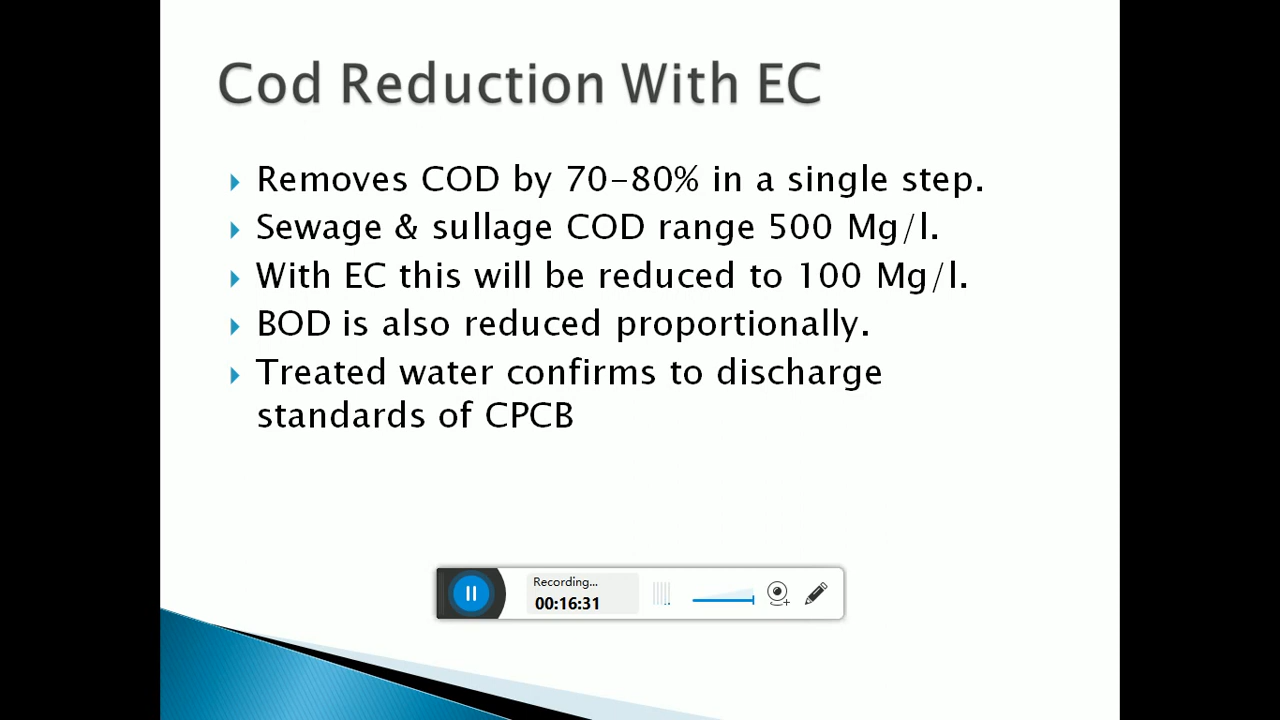 Cod Reduction With EC
Removes COD by 70-80% in a single step.
Sewage & sullage COD range 500 Mg/l.
With EC this will be reduced to 100 Mg/l.
BOD is also reduced proportionally.
Treated water confirms to discharge
standards of CPCB
Recording...
00:16:31